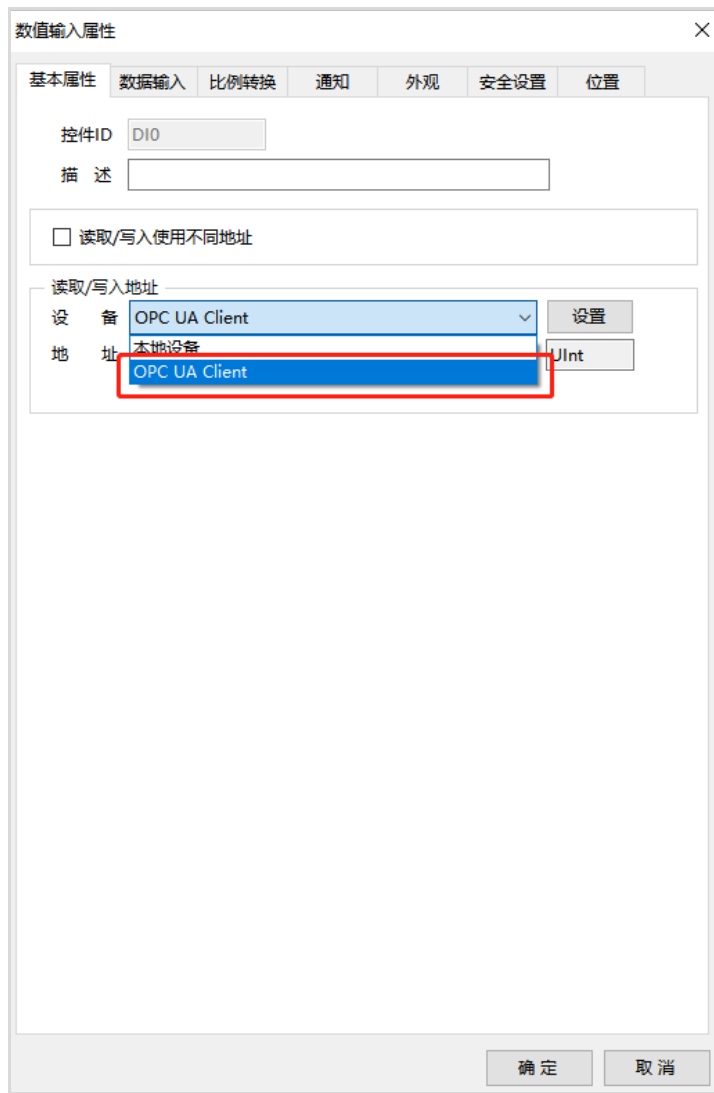 数值输入属性
基本属性 数据输入 比例转换 通知 外观 安全设置 位置
控件ID DI0
描 述
读取/写入使用不同地址
读取/写入地址
设 备 OPC UA Client 设置
地 址 本地设备 UInt
OPC UA Client
确定 取消